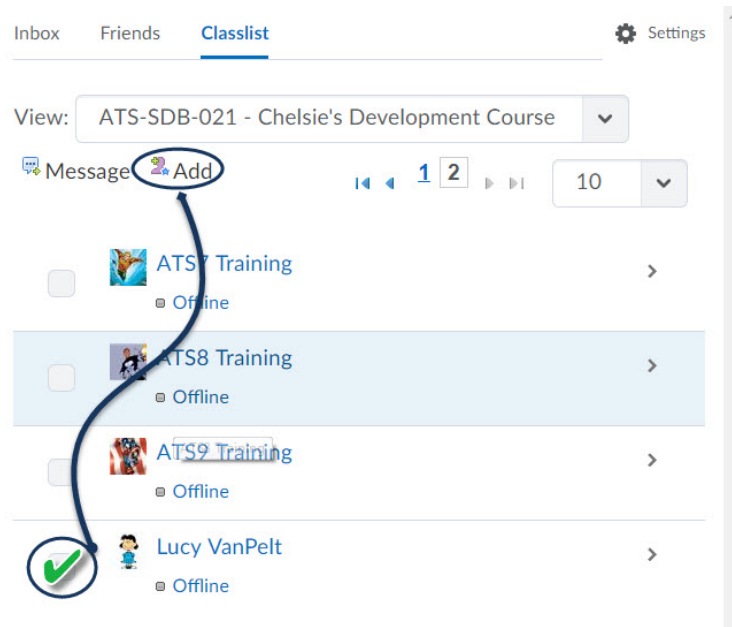 Inbox Friends Classlist Settings
View: ATS-SDB-021 - Chelsie's Development Course
Message Add 1 2 10
ATS7 Training
Offline
ATS8 Training
Offline
ATS9 Training
Offline
Lucy VanPelt
Offline